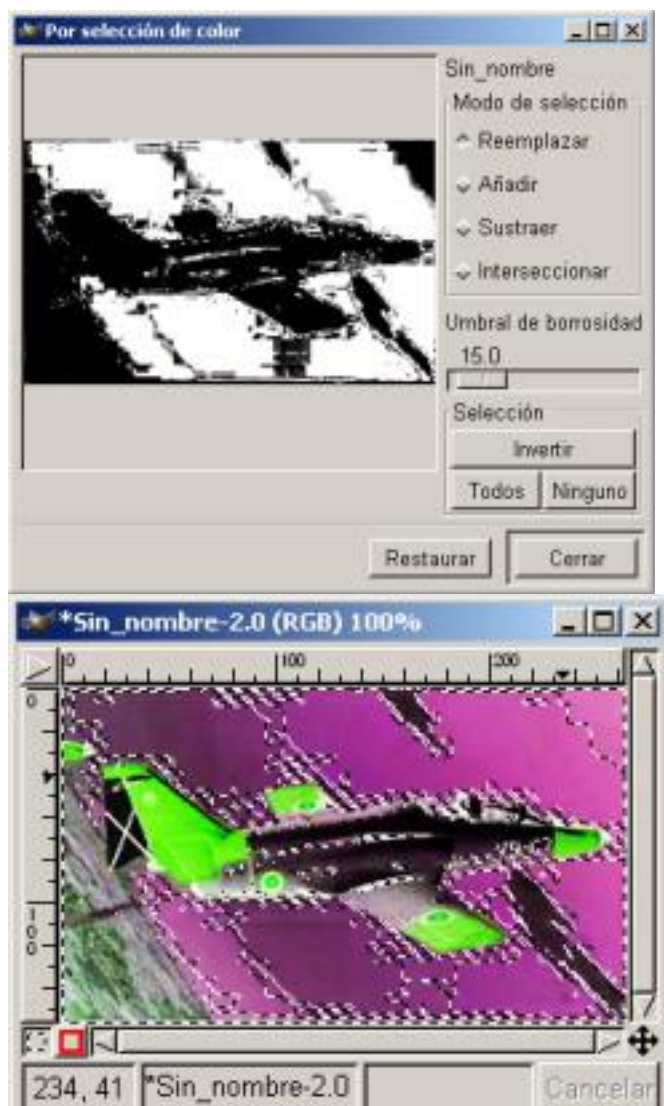 Por selección de color
Sin_nombre
Modo de selección
Reemplazar
Añadir
Sustraer
Interseccionar
Umbral de borrosidad
15.0
Selección
Invertir
Todos Ninguno
Restaurar Cerrar
*Sin_nombre-2.0 (RGB) 100%
0 100 200
0
100
234, 41 *Sin_nombre-2.0 Cancelar